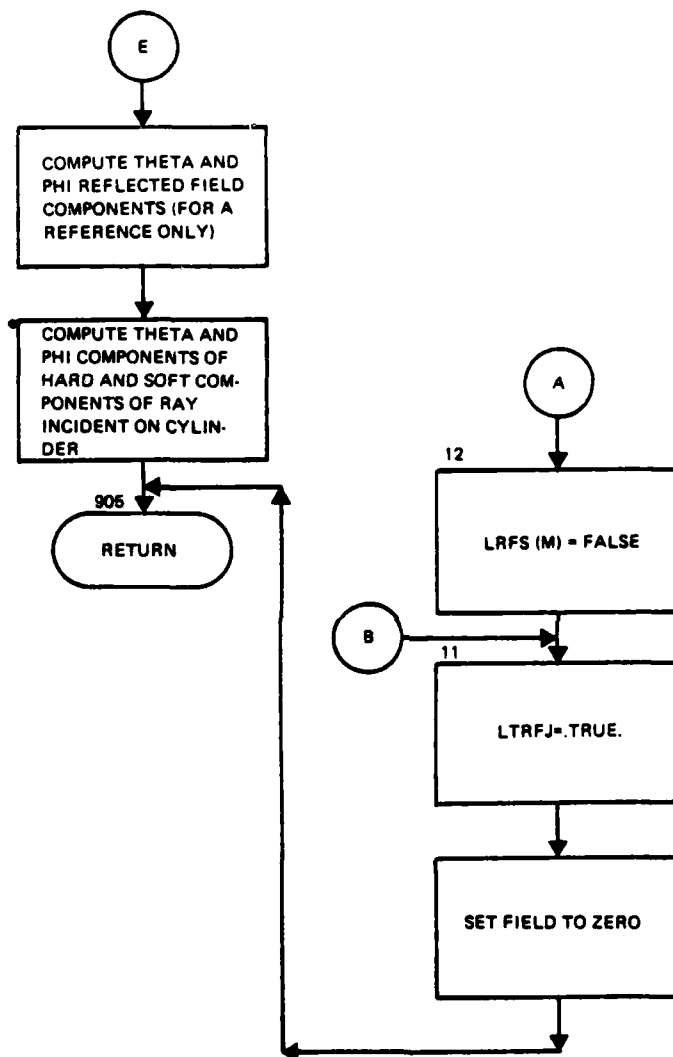 E
COMPUTE THETA AND
PHI REFLECTED FIELD
COMPONENTS (FOR A
REFERENCE ONLY)
COMPUTE THETA AND
PHI COMPONENTS OF
HARD AND SOFT COM-
PONENTS OF RAY
INCIDENT ON CYLIN-
DER
905
RETURN
A
12
LRFS (M) = FALSE
B
11
LTRFJ=.TRUE.
SET FIELD TO ZERO